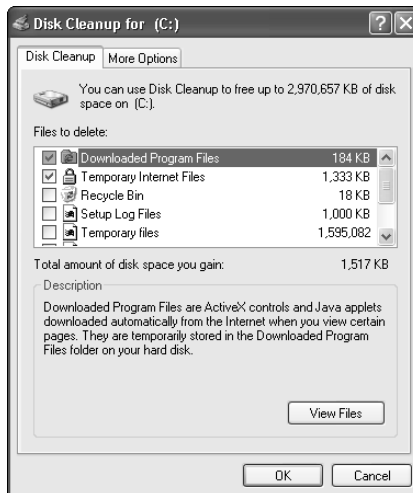 Disk Cleanup for (C:)
Disk Cleanup
More Options
You can use Disk Cleanup to free up to 2,970,657 KB of disk
space on (C:).
Files to delete:
Downloaded Program Files 184 KB
Temporary Internet Files 1,333 KB
Recycle Bin 18 KB
Setup Log Files 1,000 KB
Temporary files 1,595,082
Total amount of disk space you gain: 1,517 KB
Description
Downloaded Program Files are ActiveX controls and Java applets
downloaded automatically from the Internet when you view certain
pages. They are temporarily stored in the Downloaded Program
Files folder on your hard disk.
View Files
OK Cancel